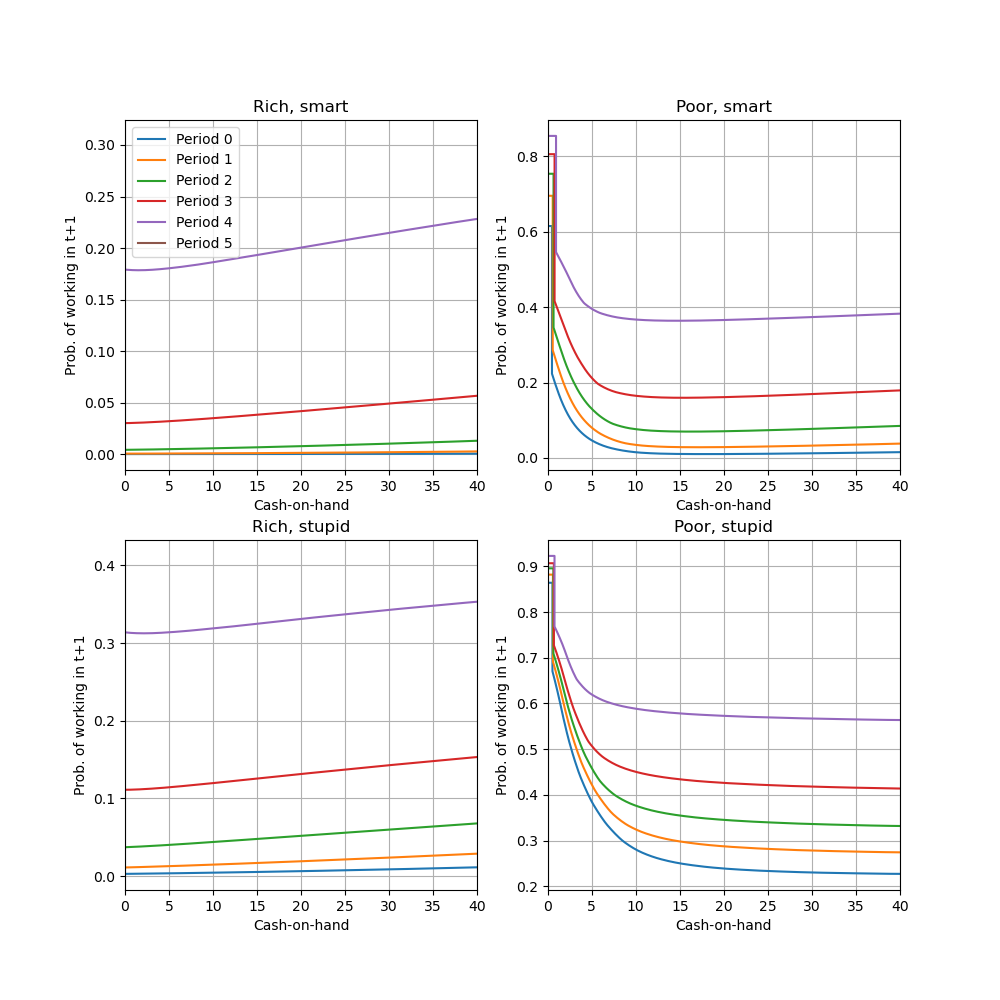 Rich, smart
Prob. of working in t+1
0.30
0.25
0.20
0.15
0.10
0.05
0.00
Period 0
Period 1
Period 2
Period 3
Period 4
Period 5
0 5 10 15 20 25 30 35 40
Cash-on-hand
Poor, smart
Prob. of working in t+1
0.8
0.6
0.4
0.2
0.0
0 5 10 15 20 25 30 35 40
Cash-on-hand
Rich, stupid
Prob. of working in t+1
0.4
0.3
0.2
0.1
0.0
0 5 10 15 20 25 30 35 40
Cash-on-hand
Poor, stupid
Prob. of working in t+1
0.9
0.8
0.7
0.6
0.5
0.4
0.3
0.2
0 5 10 15 20 25 30 35 40
Cash-on-hand